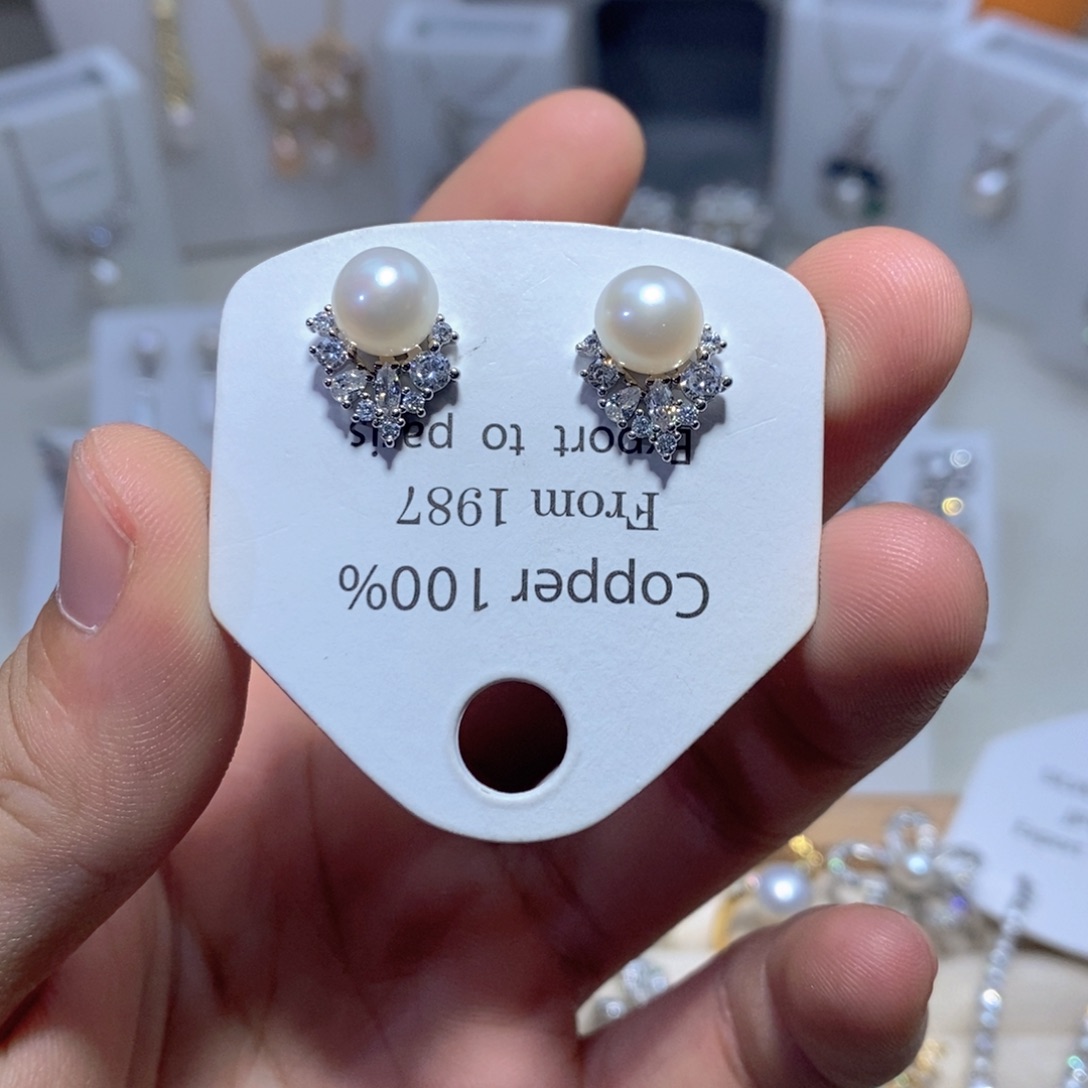 Copper 100%
From 1987
Export to paris